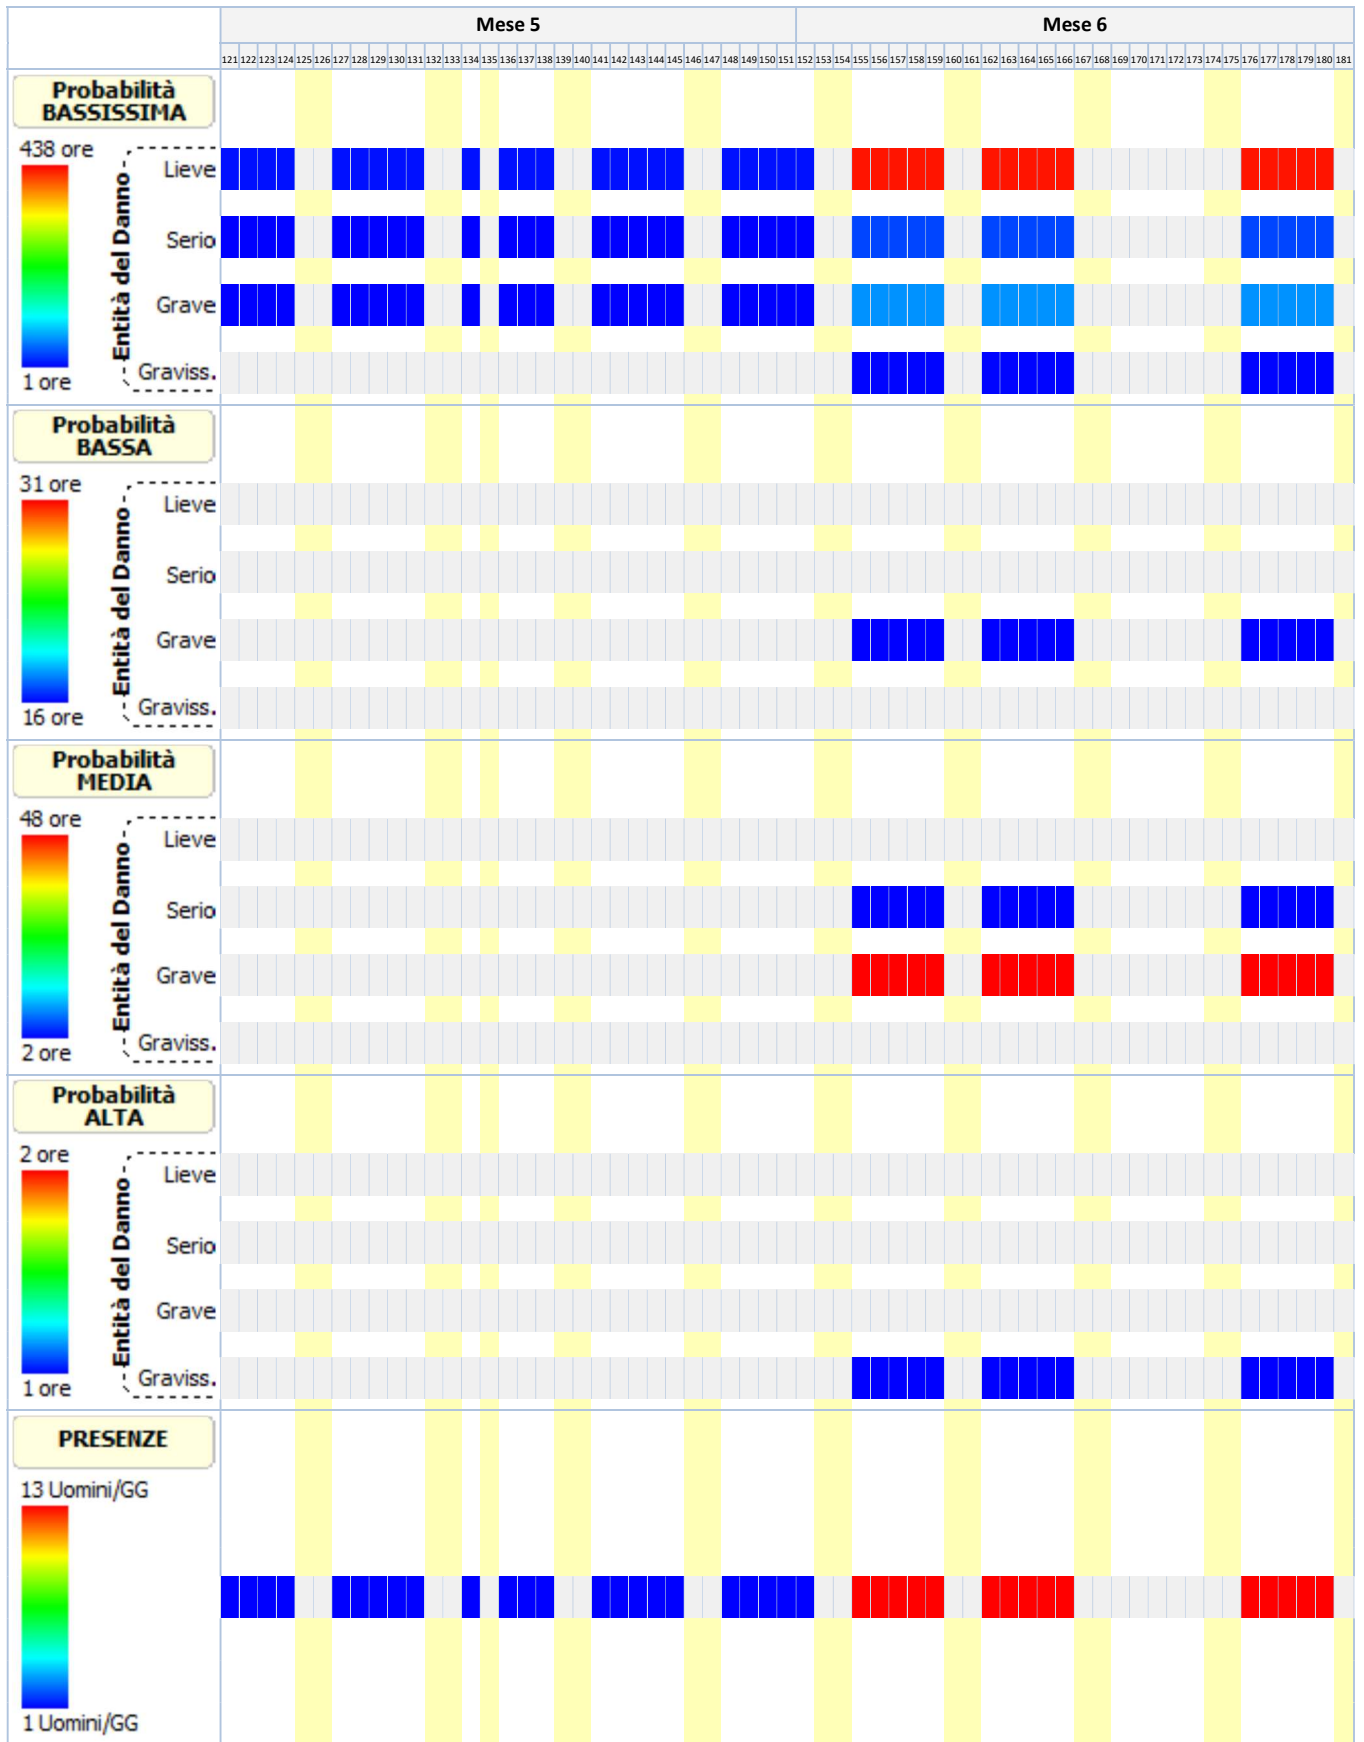 Mese 5 Mese 6
121 122 123 124 125 126 127 128 129 130 131 132 133 134 135 136 137 138 139 140 141 142 143 144 145 146 147 148 149 150 151 152 153 154 155 156 157 158 159 160 161 162 163 164 165 166 167 168 169 170 171 172 173 174 175 176 177 178 179 180 181
Probabilità
BASSISSIMA
438 ore
Entità del Danno
Lieve
Serio
Grave
Graviss.
1 ore
Probabilità
BASSA
31 ore
Entità del Danno
Lieve
Serio
Grave
Graviss.
16 ore
Probabilità
MEDIA
48 ore
Entità del Danno
Lieve
Serio
Grave
Graviss.
2 ore
Probabilità
ALTA
2 ore
Entità del Danno
Lieve
Serio
Grave
Graviss.
1 ore
PRESENZE
13 Uomini/GG
1 Uomini/GG